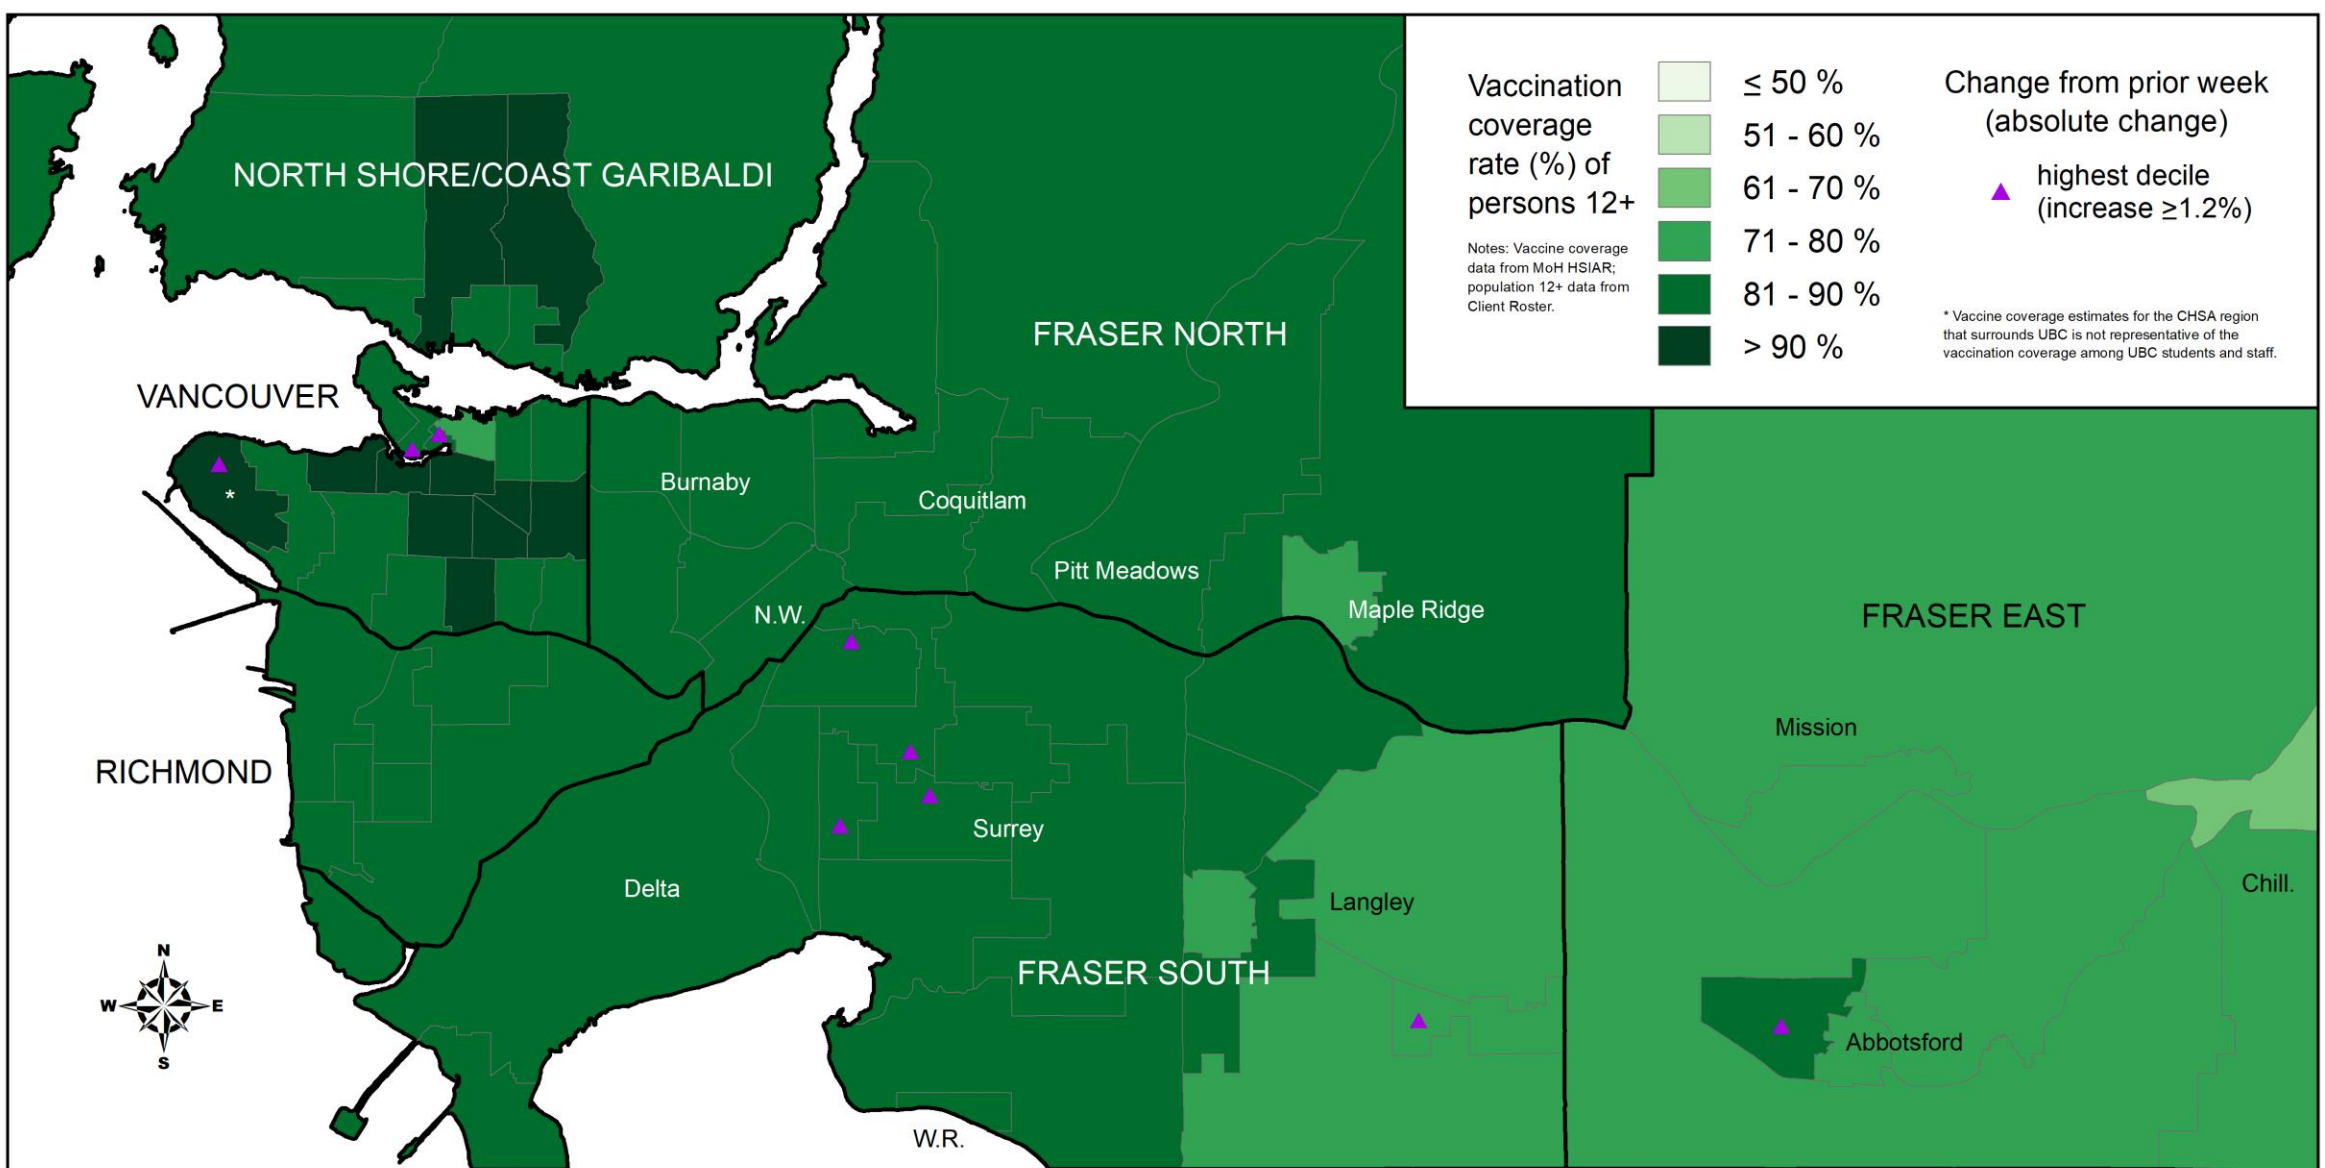 NORTH SHORE/COAST GARIBALDI
FRASER NORTH
VANCOUVER
*
Burnaby
Coquitlam
Pitt Meadows
N.W.
Maple Ridge
FRASER EAST
RICHMOND
Mission
Surrey
Delta
Langley
Chill.
FRASER SOUTH
Abbotsford
W.R.
N
W
E
S
Vaccination
coverage
rate (%) of
persons 12+
Notes: Vaccine coverage
data from MoH HSIAR;
population 12+ data from
Client Roster.
≤ 50 %
51 - 60 %
61 - 70 %
71 - 80 %
81 - 90 %
> 90 %
Change from prior week
(absolute change)
highest decile
(increase ≥1.2%)
* Vaccine coverage estimates for the CHSA region
that surrounds UBC is not representative of the
vaccination coverage among UBC students and staff.